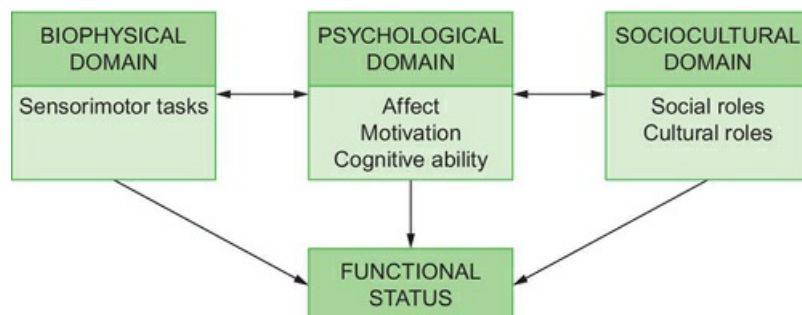 BIOPHYSICAL
DOMAIN
Sensorimotor tasks
PSYCHOLOGICAL
DOMAIN
Affect
Motivation
Cognitive ability
SOCIOCULTURAL
DOMAIN
Social roles
Cultural roles
FUNCTIONAL
STATUS